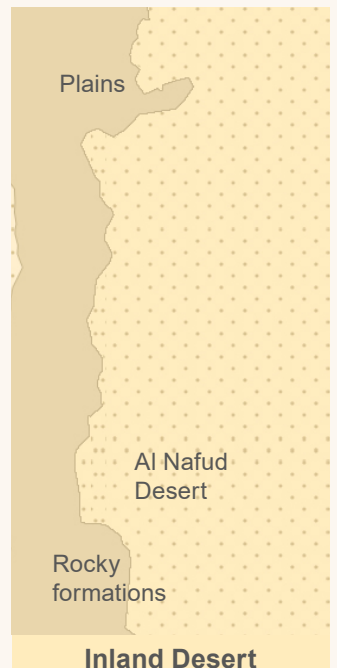 Plains
Al Nafud
Desert
Rocky
formations
Inland Desert